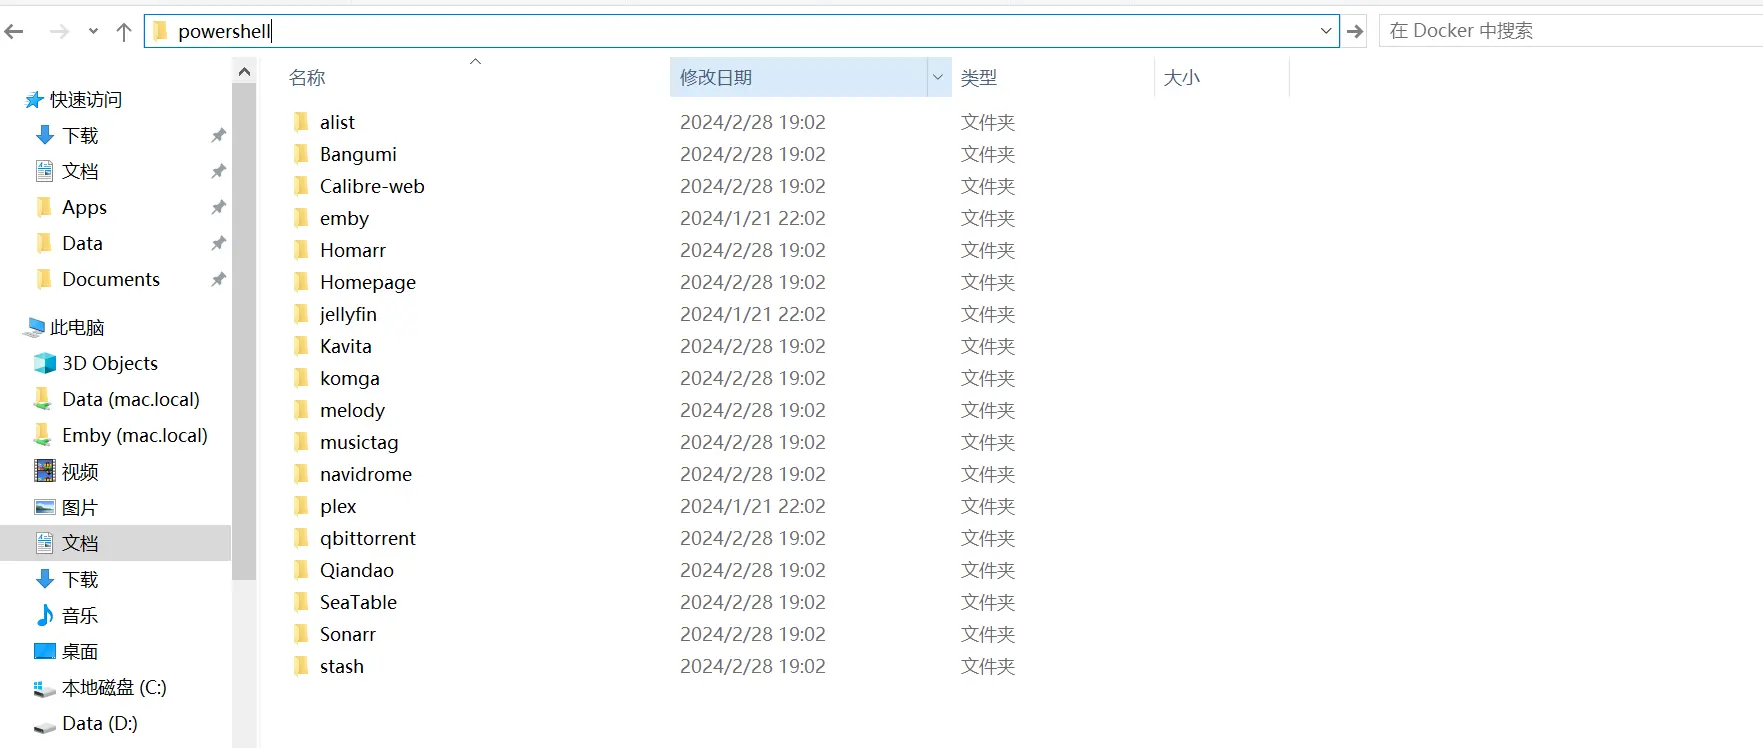 powershell
在 Docker 中搜索
快速访问
下载
文档
Apps
Data
Documents
此电脑
3D Objects
Data (mac.local)
Emby (mac.local)
视频
图片
文档
下载
音乐
桌面
本地磁盘 (C:)
Data (D:)
名称 修改日期 类型 大小
alist 2024/2/28 19:02 文件夹
Bangumi 2024/2/28 19:02 文件夹
Calibre-web 2024/2/28 19:02 文件夹
emby 2024/1/21 22:02 文件夹
Homarr 2024/2/28 19:02 文件夹
Homepage 2024/2/28 19:02 文件夹
jellyfin 2024/1/21 22:02 文件夹
Kavita 2024/2/28 19:02 文件夹
komga 2024/2/28 19:02 文件夹
melody 2024/2/28 19:02 文件夹
musictag 2024/2/28 19:02 文件夹
navidrome 2024/2/28 19:02 文件夹
plex 2024/1/21 22:02 文件夹
qbittorrent 2024/2/28 19:02 文件夹
Qiandao 2024/2/28 19:02 文件夹
SeaTable 2024/2/28 19:02 文件夹
Sonarr 2024/2/28 19:02 文件夹
stash 2024/2/28 19:02 文件夹